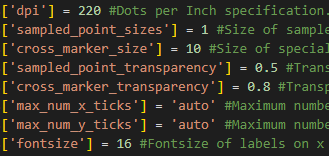 ['dpi'] = 220 #Dots per Inch specification.
['sampled_point_sizes'] = 1 #Size of sample
['cross_marker_size'] = 10 #Size of special
['sampled_point_transparency'] = 0.5 #Trans
['cross_marker_transparency'] = 0.8 #Transp
['max_num_x_ticks'] = 'auto' #Maximum numbe
['max_num_y_ticks'] = 'auto' #Maximum numbe
['fontsize'] = 16 #Fontsize of labels on x